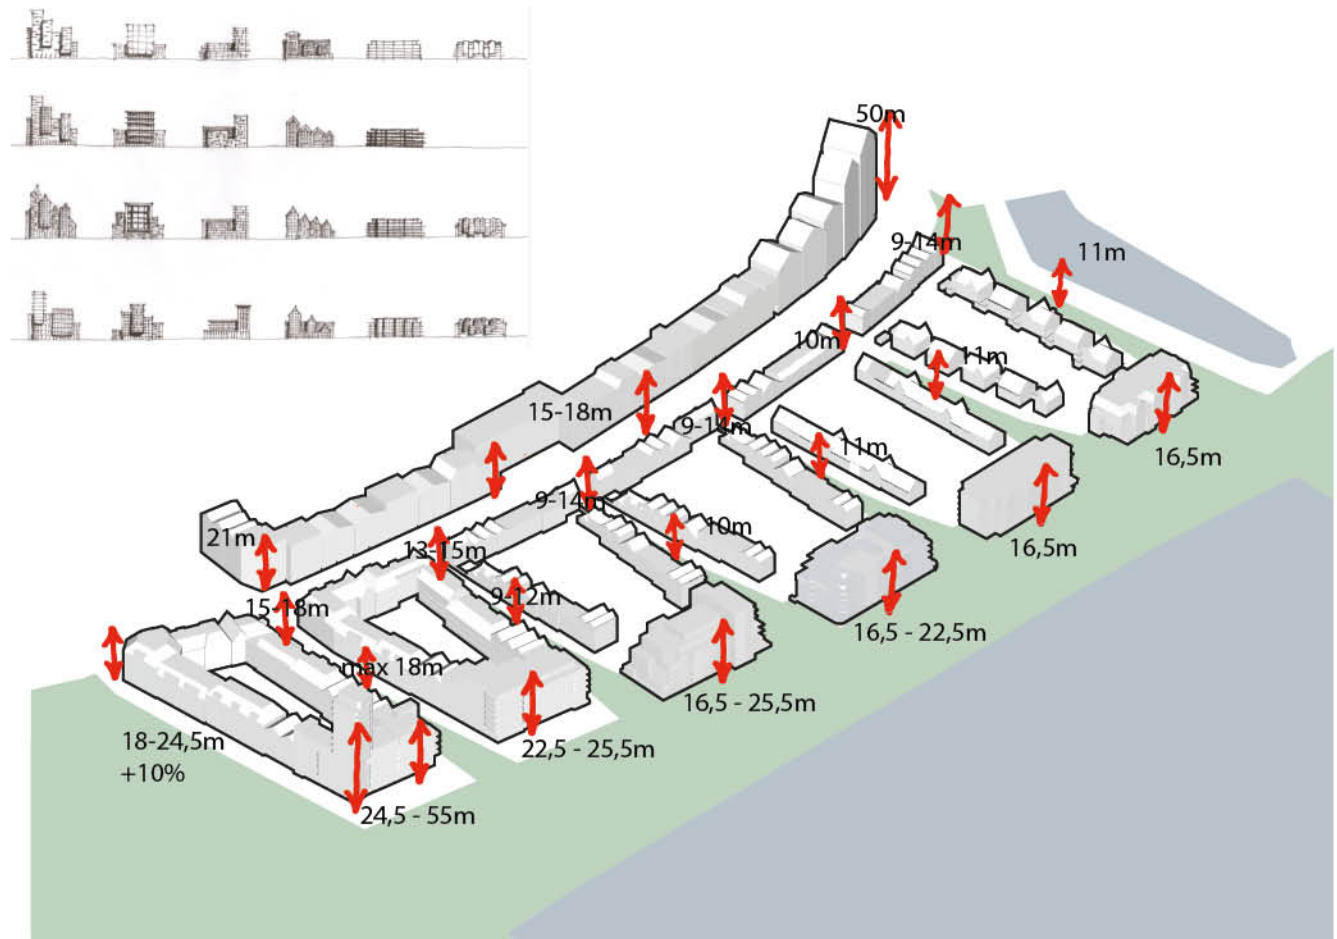 50m
9-14m
11m
10m
11m
15-18m
9-14m
11m
16,5m
9-14m
10m
16,5m
21m
13-15m
9-12m
15-18m
16,5 - 22,5m
max 18m
16,5 - 25,5m
18-24,5m
+10%
22,5 - 25,5m
24,5 - 55m